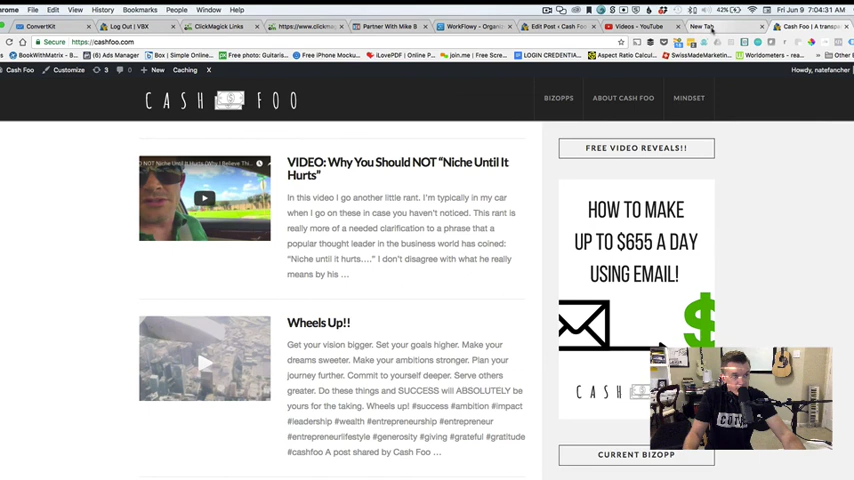 hrome File Edit View History Bookmarks People Window Help 42% Fri Jun 9 7:04:31 AM
ConvertKit Log Out | VBX ClickMagick Links https://www.clickmag Partner With Mike B WorkFlowy - Organiz Edit Post ‹ Cash Foo Videos - YouTube New Tab Cash Foo | A transpo
Secure https://cashfoo.com
BookWithMatrix - B Ads Manager Box | Simple Online Free photo: Guitaris Free iPhone Mockup iLovePDF | Online join.me | Free Scre LOGIN CREDENTIA Aspect Ratio Calcul SwissMadeMarketin Worldometers - real Other Bookmarks
Cash Foo Customize 3 New Caching Howdy, natefancher
CASH FOO
BIZOPPS ABOUT CASH FOO MINDSET
VIDEO: Why You Should NOT “Niche Until It
Hurts”
In this video I go another little rant. I’m typically in my car
when I go on these in case you haven’t noticed. This rant is
really more of a needed clarification to a phrase that a
popular thought leader in the business world has coined:
“Niche until it hurts….” I don’t disagree with what he really
means by his …
Wheels Up!!
Get your vision bigger. Set your goals higher. Make your
dreams sweeter. Make your ambitions stronger. Plan your
journey further. Commit to yourself deeper. Serve others
greater. Do these things and SUCCESS will ABSOLUTELY be
yours for the taking. Wheels up! #success #ambition #impact
#leadership #wealth #entrepreneurship #entrepreneur
#entrepreneurlifestyle #generosity #giving #grateful #gratitude
#cashfoo A post shared by Cash Foo …
FREE VIDEO REVEALS!!
HOW TO MAKE
UP TO $655 A DAY
USING EMAIL!
$
CASH
CURRENT BIZOPP